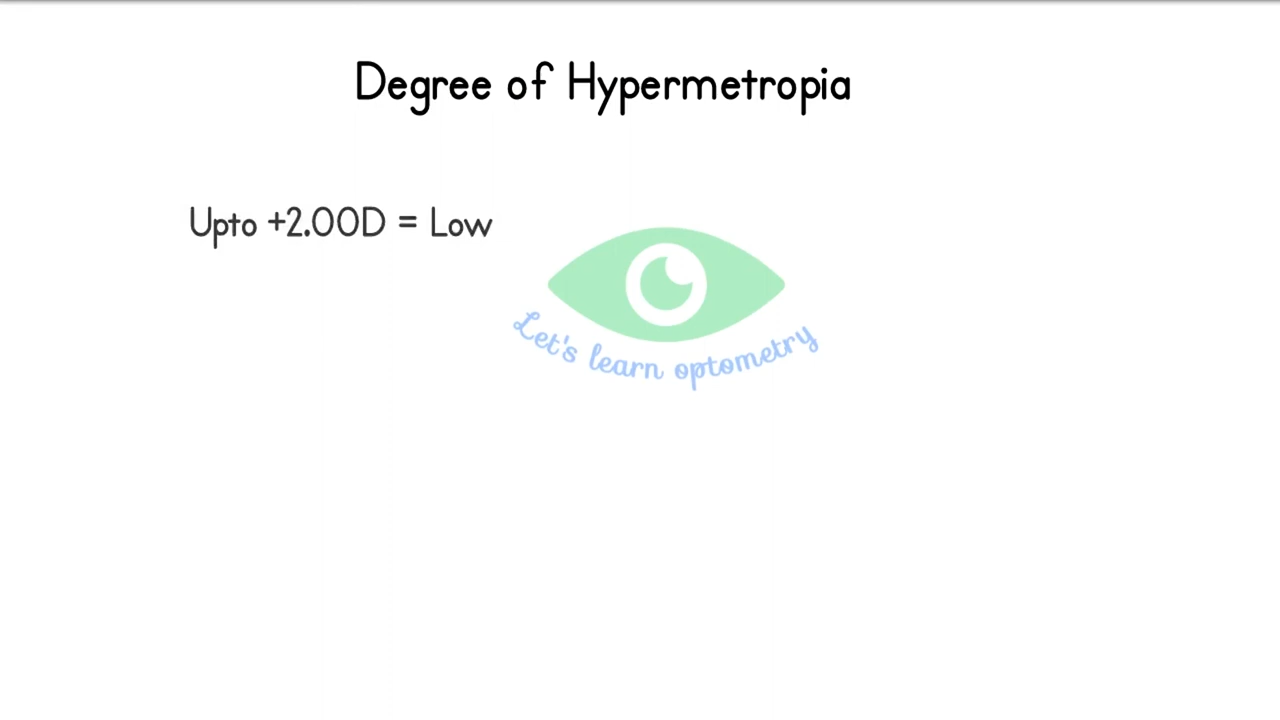 Degree of Hypermetropia
Upto +2.00D = Low
Let's learn optometry